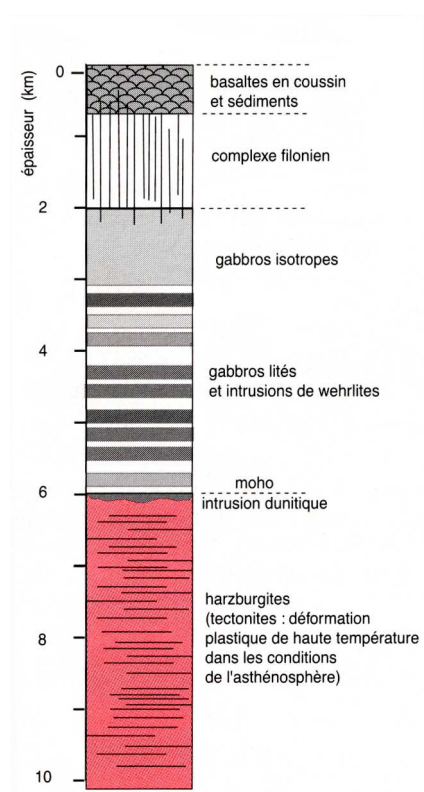 épaisseur (km)
0
basaltes en coussin
et sédiments
complexe filonien
2
gabbros isotropes
4
gabbros lités
et intrusions de wehrlites
moho
6
intrusion dunitique
harzburgites
(tectonites : déformation
plastique de haute température
dans les conditions
de l'asthénosphère)
8
10